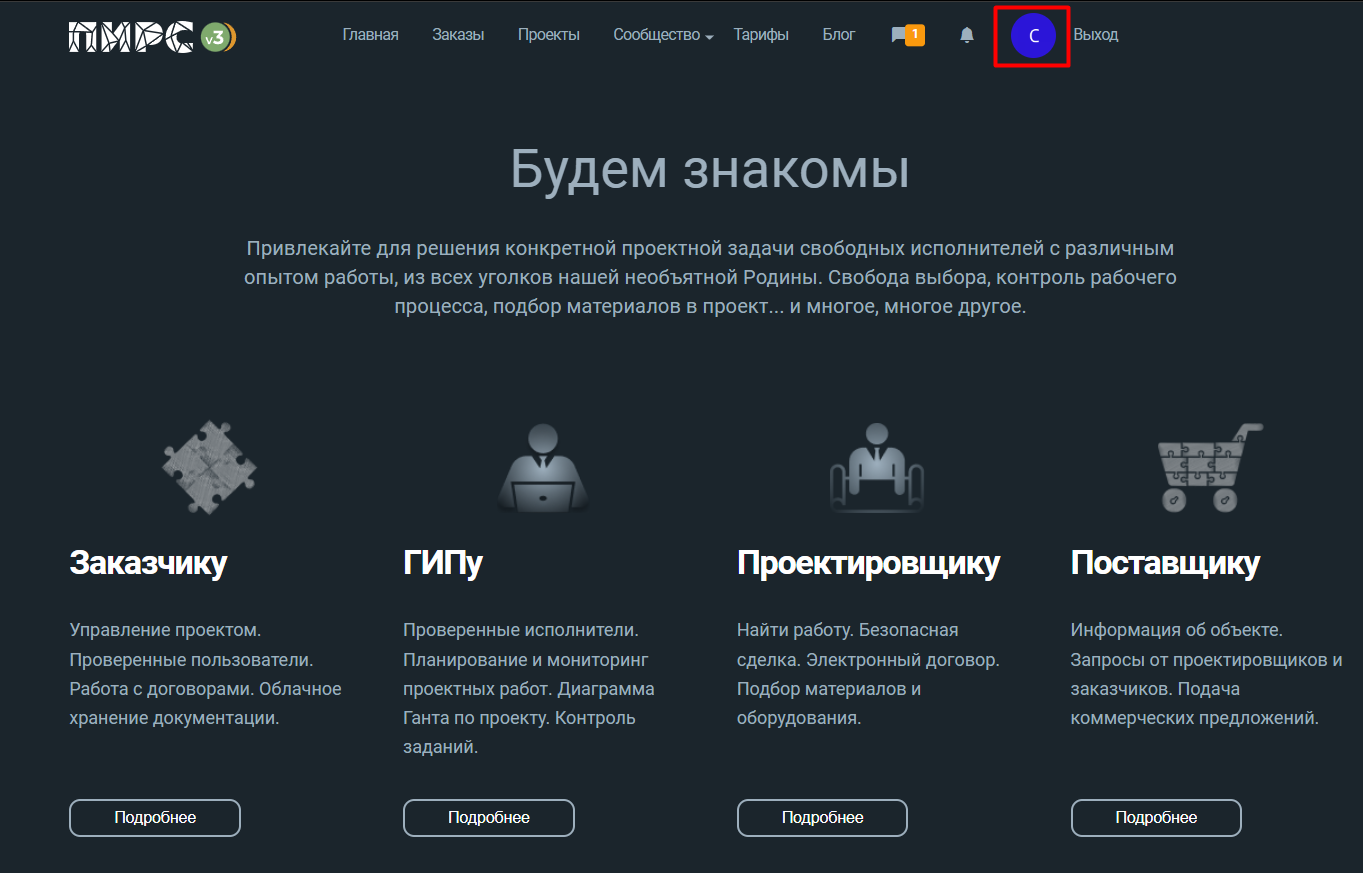 ПИРС v3 Главная Заказы Проекты Сообщество Тарифы Блог 1 C Выход
Будем знакомы
Привлекайте для решения конкретной проектной задачи свободных исполнителей с различным
опытом работы, из всех уголков нашей необъятной Родины. Свобода выбора, контроль рабочего
процесса, подбор материалов в проект... и многое, многое другое.
Заказчику
Управление проектом.
Проверенные пользователи.
Работа с договорами. Облачное
хранение документации.
Подробнее
ГИПу
Проверенные исполнители.
Планирование и мониторинг
проектных работ. Диаграмма
Ганта по проекту. Контроль
заданий.
Подробнее
Проектировщику
Найти работу. Безопасная
сделка. Электронный договор.
Подбор материалов и
оборудования.
Подробнее
Поставщику
Информация об объекте.
Запросы от проектировщиков и
заказчиков. Подача
коммерческих предложений.
Подробнее